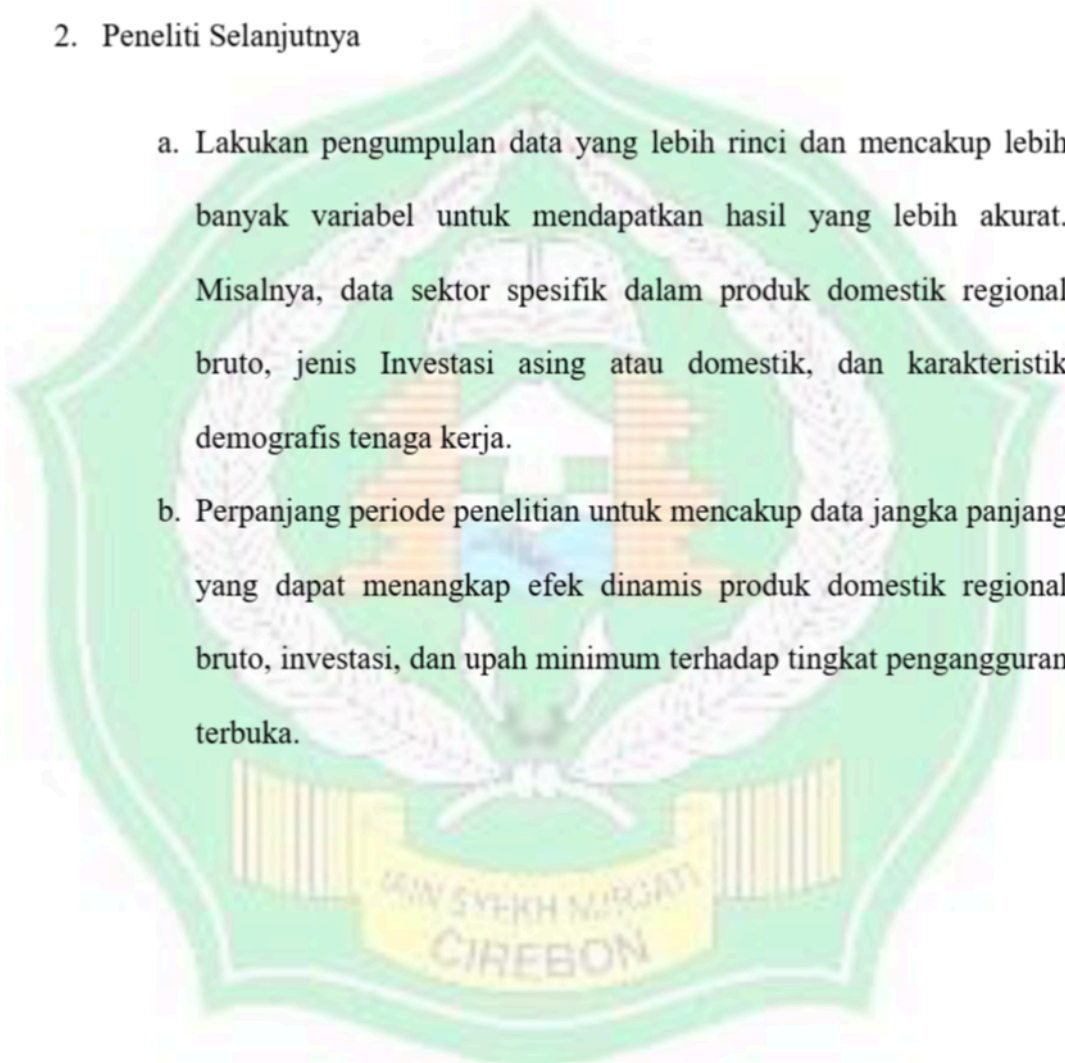 2. Peneliti Selanjutnya
a. Lakukan pengumpulan data yang lebih rinci dan mencakup lebih
banyak variabel untuk mendapatkan hasil yang lebih akurat.
Misalnya, data sektor spesifik dalam produk domestik regional
bruto, jenis Investasi asing atau domestik, dan karakteristik
demografis tenaga kerja.
b. Perpanjang periode penelitian untuk mencakup data jangka panjang
yang dapat menangkap efek dinamis produk domestik regional
bruto, investasi, dan upah minimum terhadap tingkat pengangguran
terbuka.
IAIN SYEKH NURJATI
CIREBON